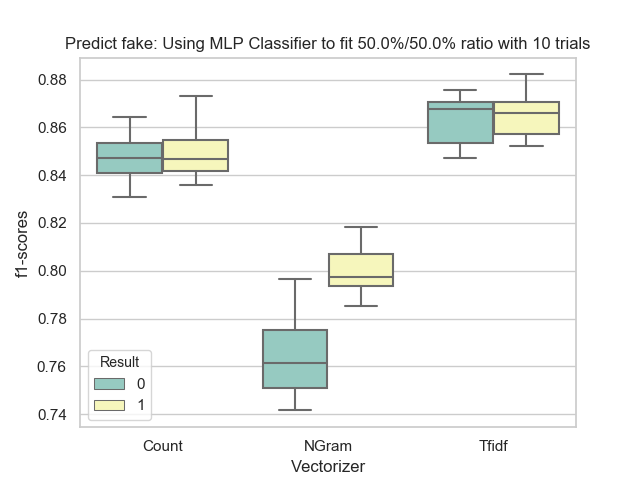 Predict fake: Using MLP Classifier to fit 50.0%/50.0% ratio with 10 trials
0.88
0.86
0.84
0.82
0.80
0.78
0.76
0.74
f1-scores
Result
0
1
Count NGram Tfidf
Vectorizer